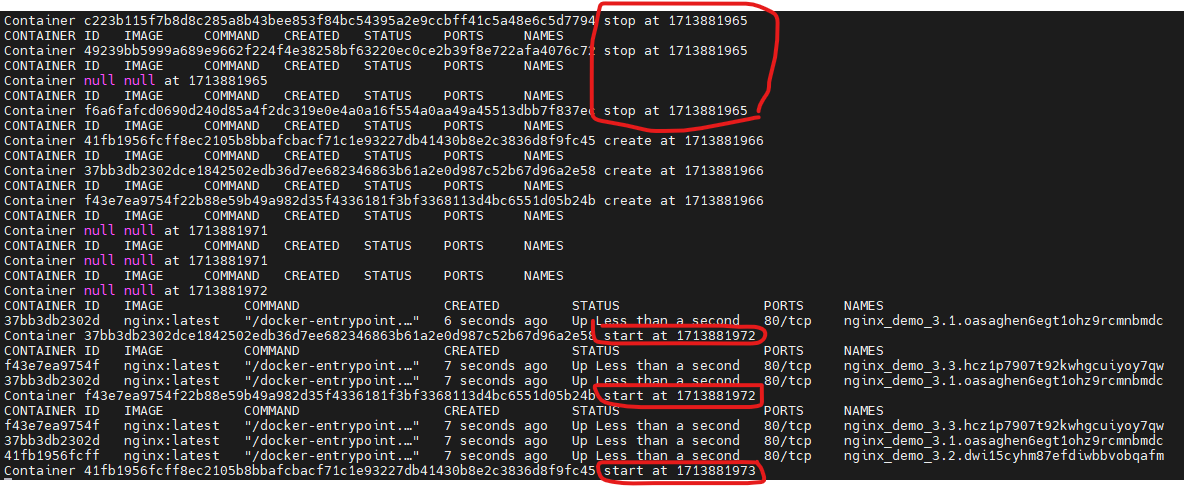 Container c223b115f7b8d8c285a8b43bee853f84bc54395a2e9ccbff41c5a48e6c5d7794 stop at 1713881965
CONTAINER ID   IMAGE     COMMAND   CREATED   STATUS    PORTS     NAMES
Container 49239bb5999a689e9662f224f4e38258bf63220ec0ce2b39f8e722afa4076c72 stop at 1713881965
CONTAINER ID   IMAGE     COMMAND   CREATED   STATUS    PORTS     NAMES
Container null null at 1713881965
CONTAINER ID   IMAGE     COMMAND   CREATED   STATUS    PORTS     NAMES
Container f6a6fafcd0690d240d85a4f2dc319e0e4a0a16f554a0aa49a45513dbb7f837ec stop at 1713881965
CONTAINER ID   IMAGE     COMMAND   CREATED   STATUS    PORTS     NAMES
Container 41fb1956fcff8ec2105b8bbafcbacf71c1e93227db41430b8e2c3836d8f9fc45 create at 1713881966
CONTAINER ID   IMAGE     COMMAND   CREATED   STATUS    PORTS     NAMES
Container 37bb3db2302dce1842502edb36d7ee682346863b61a2e0d987c52b67d96a2e58 create at 1713881966
CONTAINER ID   IMAGE     COMMAND   CREATED   STATUS    PORTS     NAMES
Container f43e7ea9754f22b88e59b49a982d35f4336181f3bf3368113d4bc6551d05b24b create at 1713881966
CONTAINER ID   IMAGE     COMMAND   CREATED   STATUS    PORTS     NAMES
Container null null at 1713881971
CONTAINER ID   IMAGE     COMMAND   CREATED   STATUS    PORTS     NAMES
Container null null at 1713881971
CONTAINER ID   IMAGE     COMMAND   CREATED   STATUS    PORTS     NAMES
Container null null at 1713881972
CONTAINER ID   IMAGE          COMMAND                  CREATED         STATUS                  PORTS     NAMES
37bb3db2302d   nginx:latest   "/docker-entrypoint.…"   6 seconds ago   Up Less than a second   80/tcp    nginx_demo_3.1.oasaghen6egt1ohz9rcmnbmdc
Container 37bb3db2302dce1842502edb36d7ee682346863b61a2e0d987c52b67d96a2e58 start at 1713881972
CONTAINER ID   IMAGE          COMMAND                  CREATED         STATUS                  PORTS     NAMES
f43e7ea9754f   nginx:latest   "/docker-entrypoint.…"   7 seconds ago   Up Less than a second   80/tcp    nginx_demo_3.3.hcz1p7907t92kwhgcuiyoy7qw
37bb3db2302d   nginx:latest   "/docker-entrypoint.…"   7 seconds ago   Up Less than a second   80/tcp    nginx_demo_3.1.oasaghen6egt1ohz9rcmnbmdc
Container f43e7ea9754f22b88e59b49a982d35f4336181f3bf3368113d4bc6551d05b24b start at 1713881972
CONTAINER ID   IMAGE          COMMAND                  CREATED         STATUS                  PORTS     NAMES
f43e7ea9754f   nginx:latest   "/docker-entrypoint.…"   7 seconds ago   Up Less than a second   80/tcp    nginx_demo_3.3.hcz1p7907t92kwhgcuiyoy7qw
37bb3db2302d   nginx:latest   "/docker-entrypoint.…"   7 seconds ago   Up Less than a second   80/tcp    nginx_demo_3.1.oasaghen6egt1ohz9rcmnbmdc
41fb1956fcff   nginx:latest   "/docker-entrypoint.…"   7 seconds ago   Up Less than a second   80/tcp    nginx_demo_3.2.dwi15cyhm87efdiwbbvobqafm
Container 41fb1956fcff8ec2105b8bbafcbacf71c1e93227db41430b8e2c3836d8f9fc45 start at 1713881973